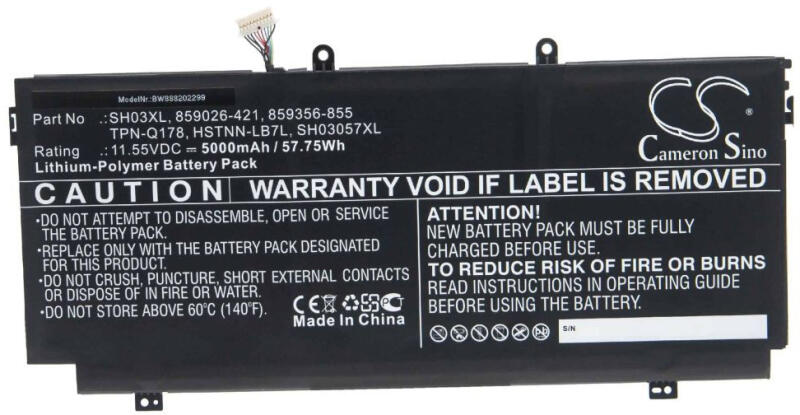 ModelNr.:BW888202299
Part No :SH03XL, 859026-421, 859356-855
TPN-Q178, HSTNN-LB7L, SH03057XL
Rating :11.55VDC 5000mAh / 57.75Wh
Lithium-Polymer Battery Pack
CS
Cameron Sino
CAUTION
WARRANTY VOID IF LABEL IS REMOVED
•DO NOT ATTEMPT TO DISASSEMBLE, OPEN OR SERVICE
THE BATTERY PACK.
•REPLACE ONLY WITH THE BATTERY PACK DESIGNATED
FOR THIS PRODUCT.
•DO NOT CRUSH, PUNCTURE, SHORT EXTERNAL CONTACTS
OR DISPOSE OF IN FIRE OR WATER.
•DO NOT STORE ABOVE 60°C (140°F).
CE
Made In China
ATTENTION!
NEW BATTERY PACK MUST BE FULLY
CHARGED BEFORE USE.
TO REDUCE RISK OF FIRE OR BURNS
READ INSTRUCTIONS IN OPERATING GUIDE
BEFORE USING THE BATTERY.
S/N